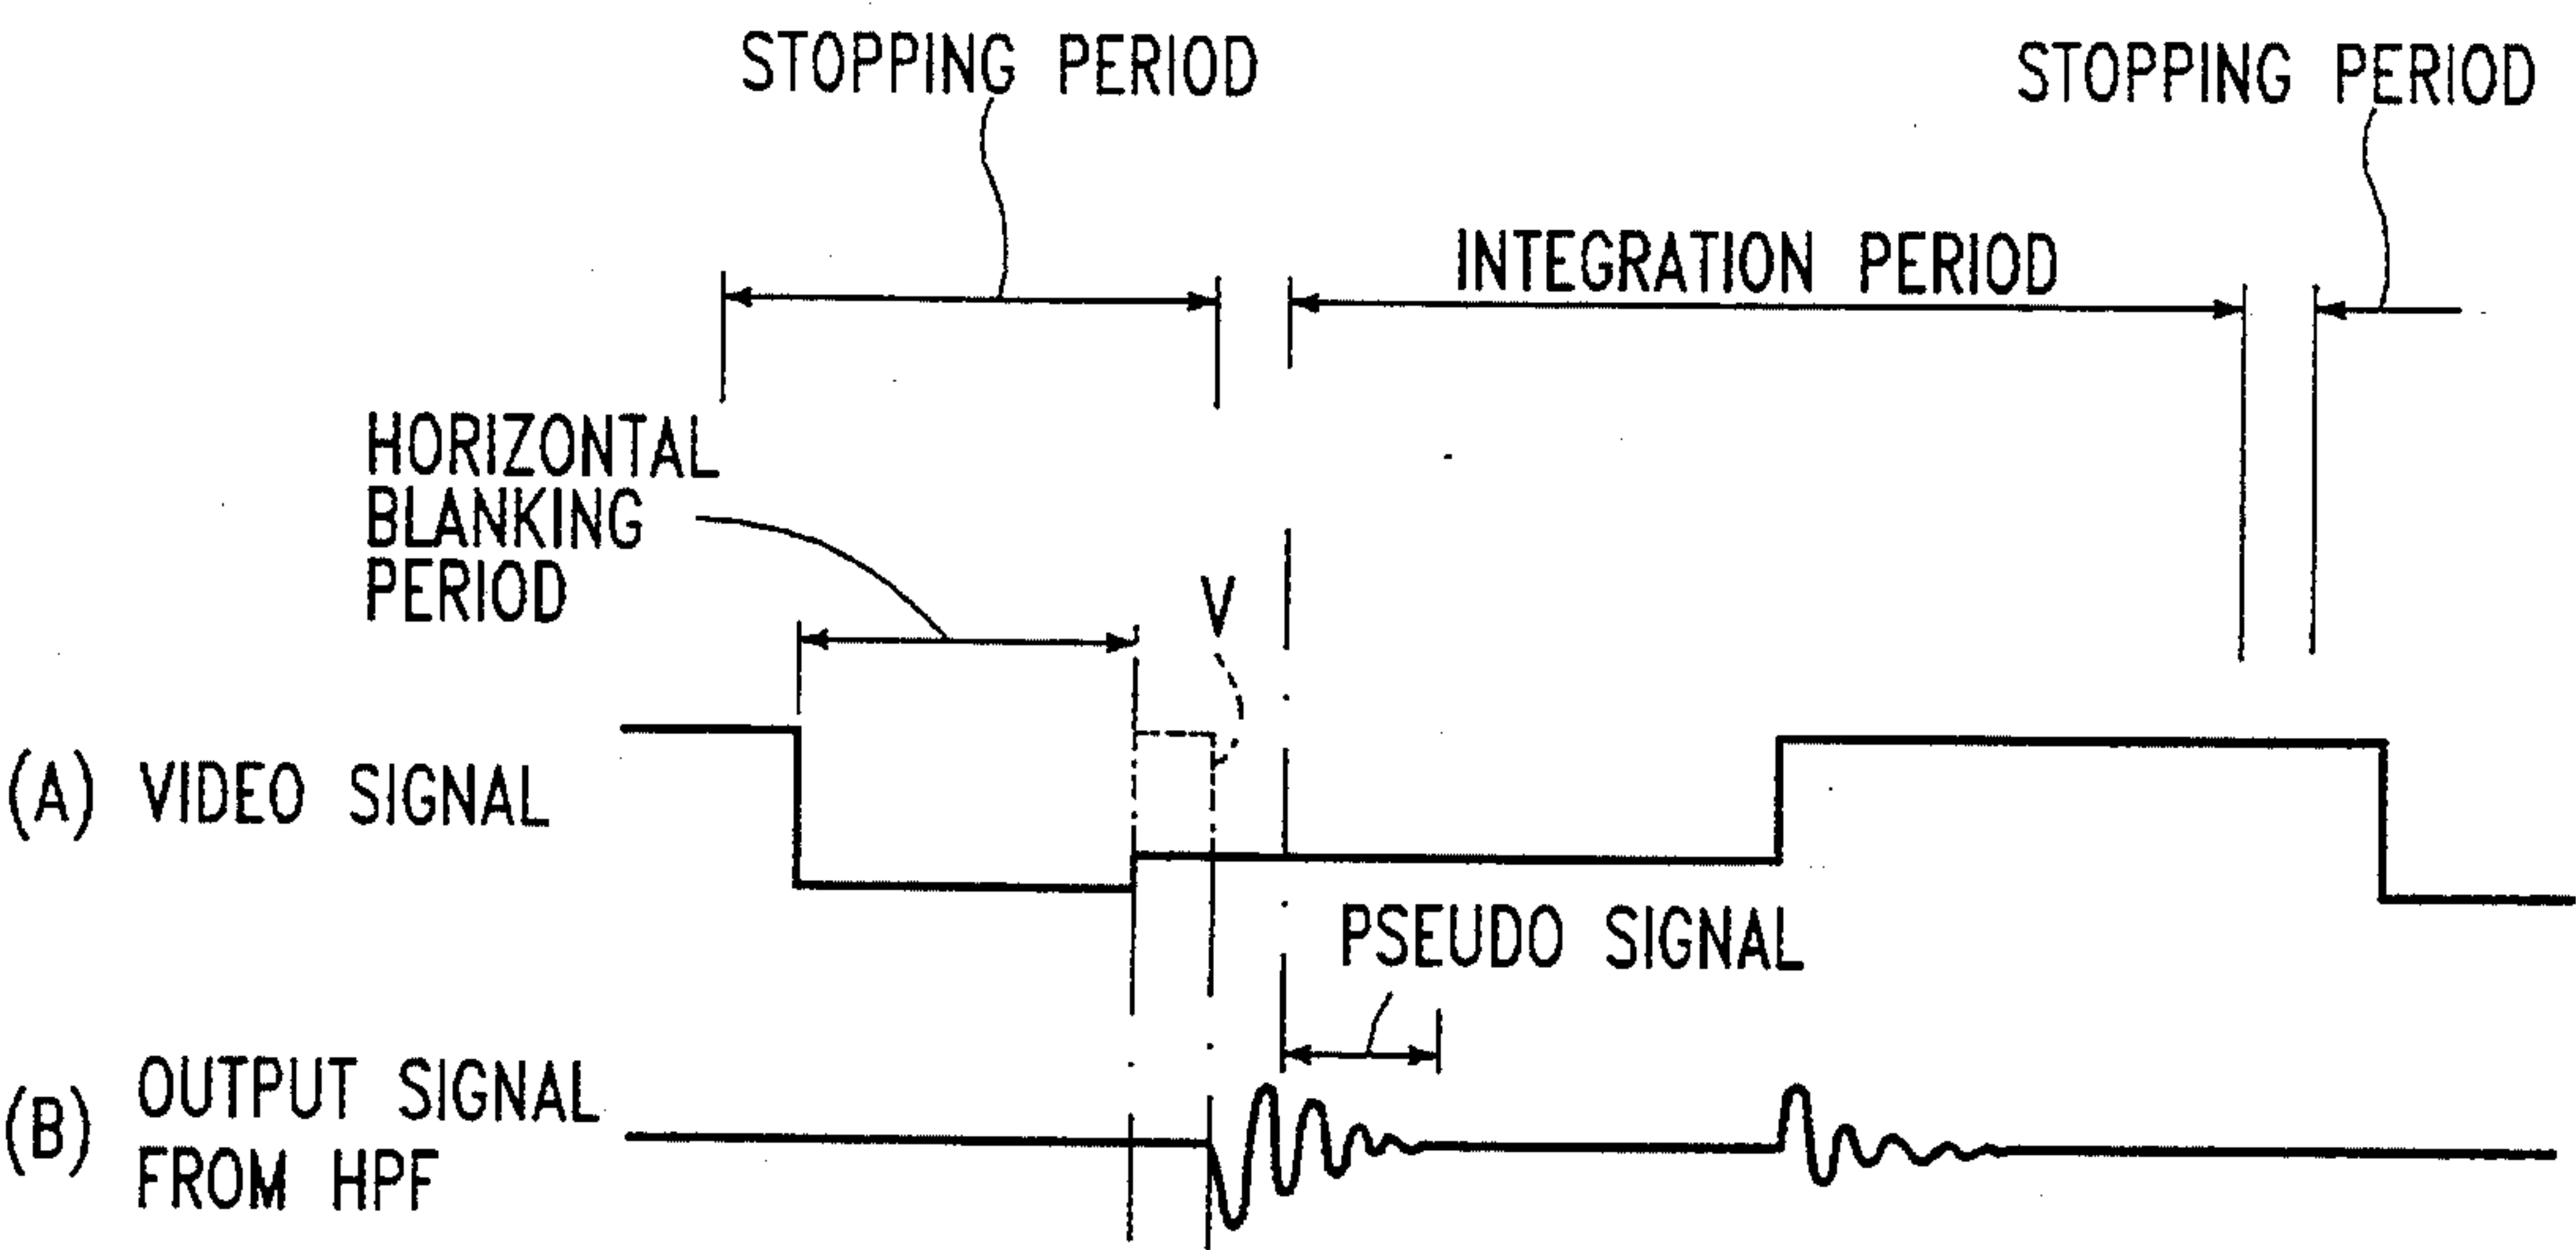 STOPPING PERIOD
STOPPING PERIOD
INTEGRATION PERIOD
HORIZONTAL
BLANKING
PERIOD
V
(A) VIDEO SIGNAL
PSEUDO SIGNAL
(B) OUTPUT SIGNAL
FROM HPF